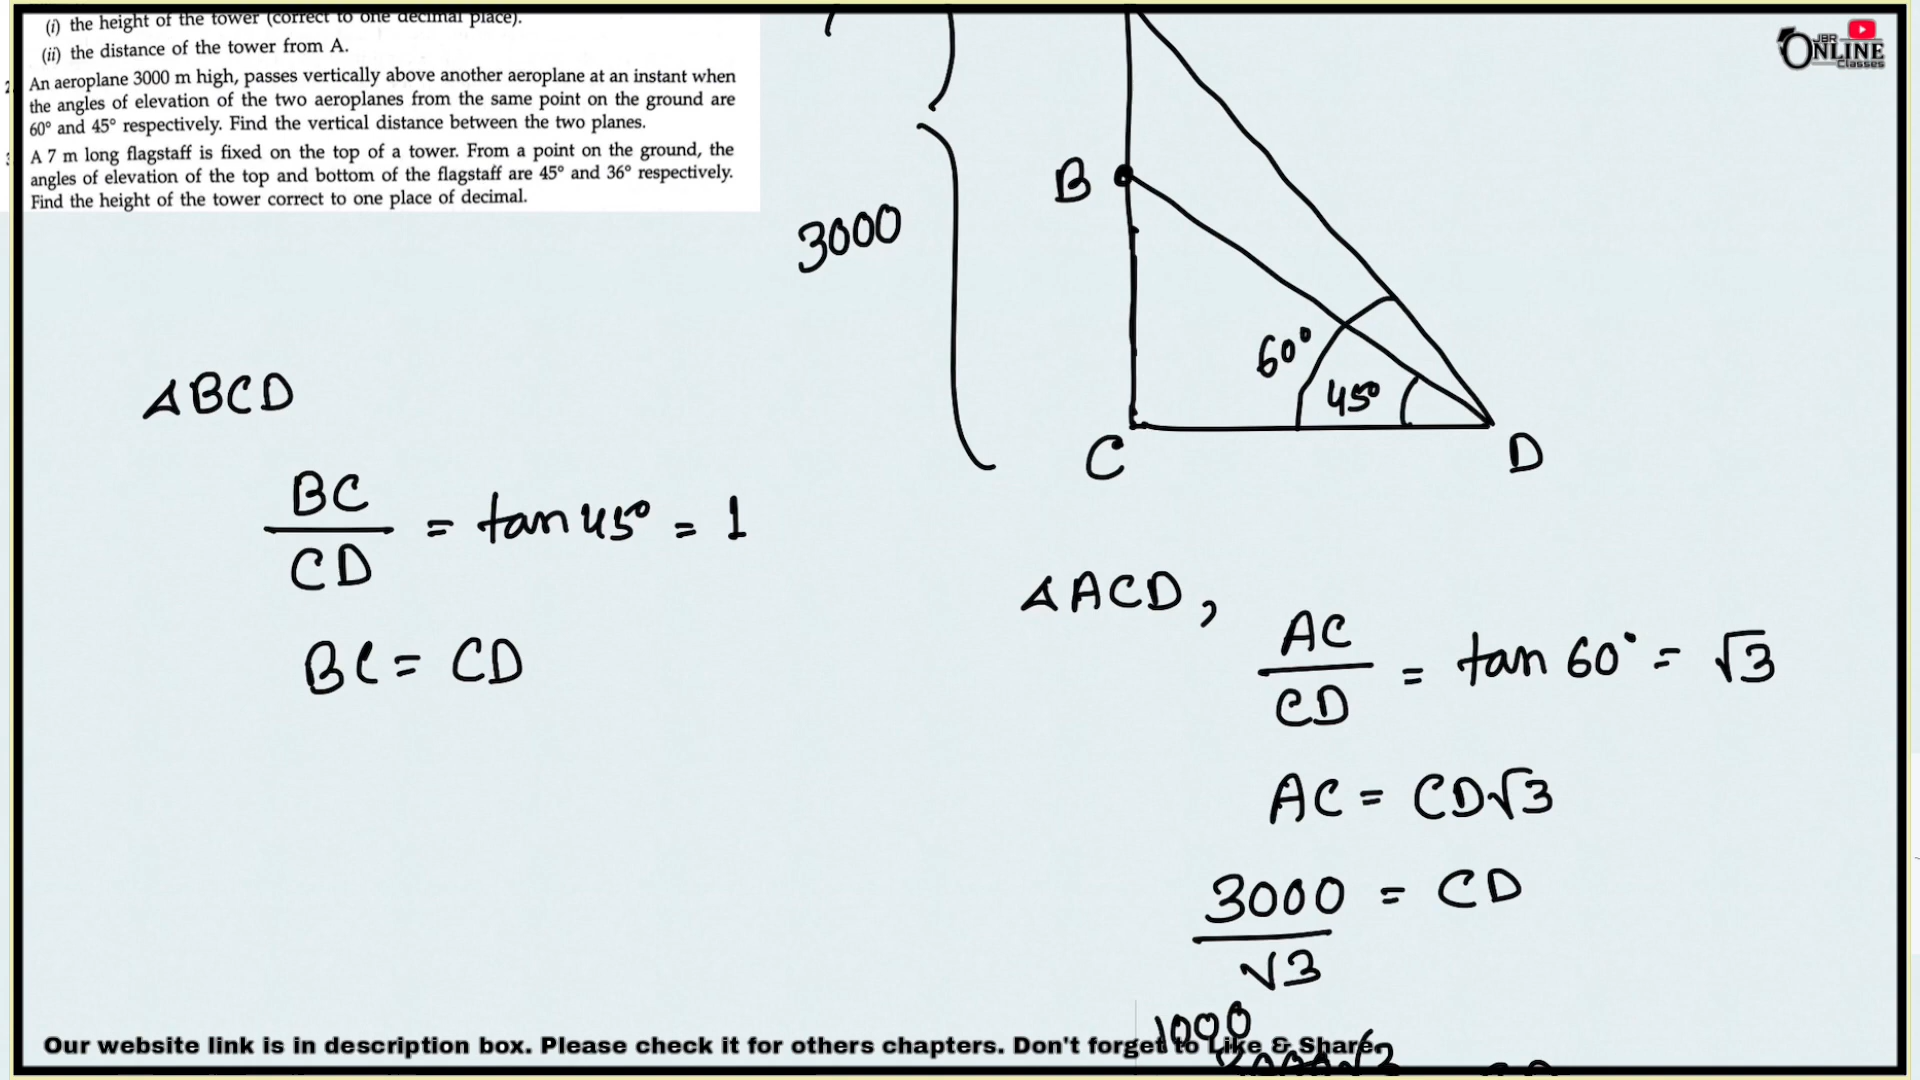 (i) the height of the tower (correct to one decimal place).
(ii) the distance of the tower from A.
An aeroplane 3000 m high, passes vertically above another aeroplane at an instant when
the angles of elevation of the two aeroplanes from the same point on the ground are
60° and 45° respectively. Find the vertical distance between the two planes.
A 7 m long flagstaff is fixed on the top of a tower. From a point on the ground, the
angles of elevation of the top and bottom of the flagstaff are 45° and 36° respectively.
Find the height of the tower correct to one place of decimal.
JBR
ONLINE
Classes
B
3000
60°
45°
C
D
△BCD
BC/CD = tan 45° = 1
BC = CD
△ACD,
AC/CD = tan 60° = √3
AC = CD√3
3000/√3 = CD
1000
Our website link is in description box. Please check it for others chapters. Don't forget to Like & Share.